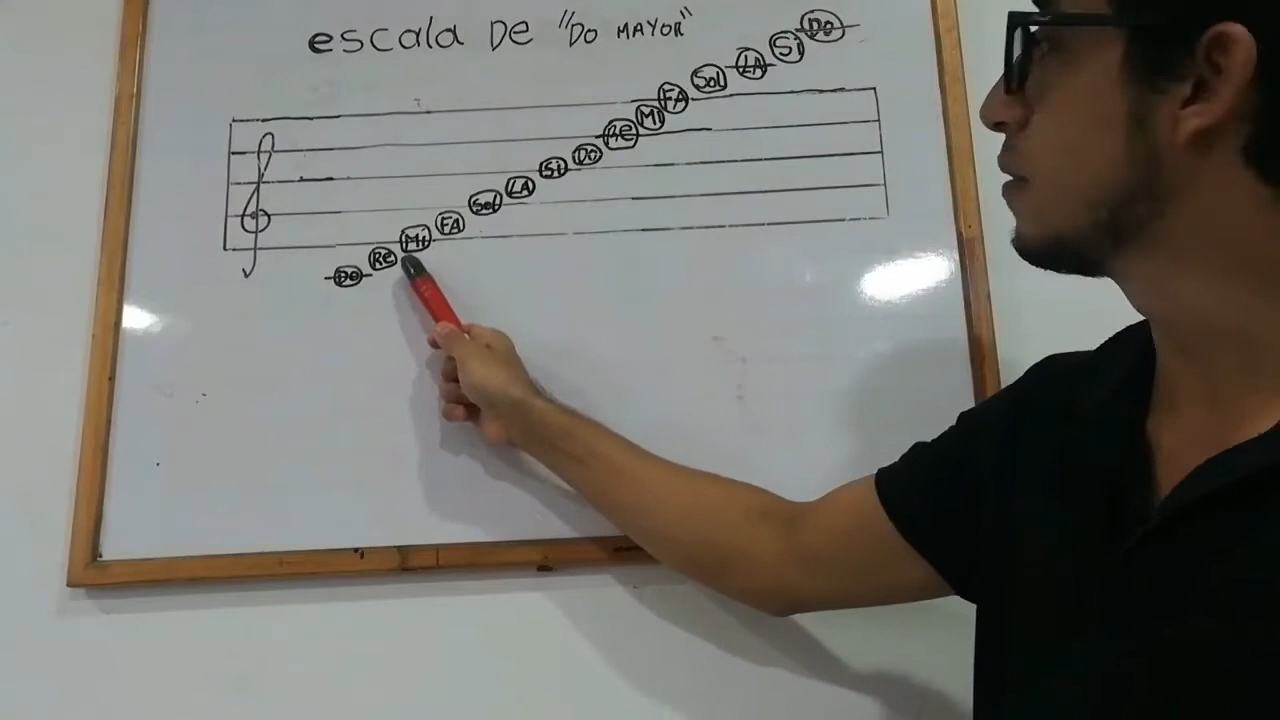 escala DE "DO MAYOR"
Do Re Mi FA Sol LA Si Do Re Mi FA Sol LA Si Do